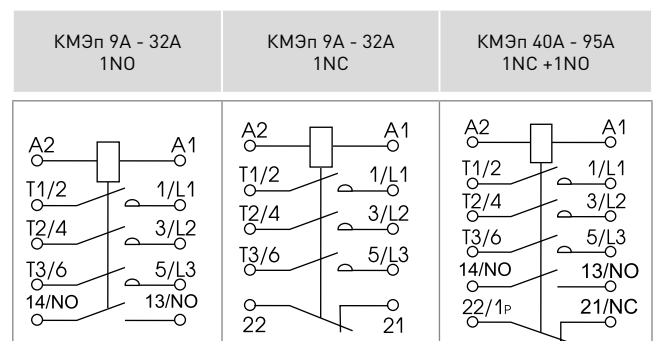 КМЭп 9А - 32А
1NO
КМЭп 9А - 32А
1NC
КМЭп 40А - 95А
1NC +1NO
A2 A1
T1/2 1/L1
T2/4 3/L2
T3/6 5/L3
14/NO 13/NO
A2 A1
T1/2 1/L1
T2/4 3/L2
T3/6 5/L3
22 21
A2 A1
T1/2 1/L1
T2/4 3/L2
T3/6 5/L3
14/NO 13/NO
22/1P 21/NC